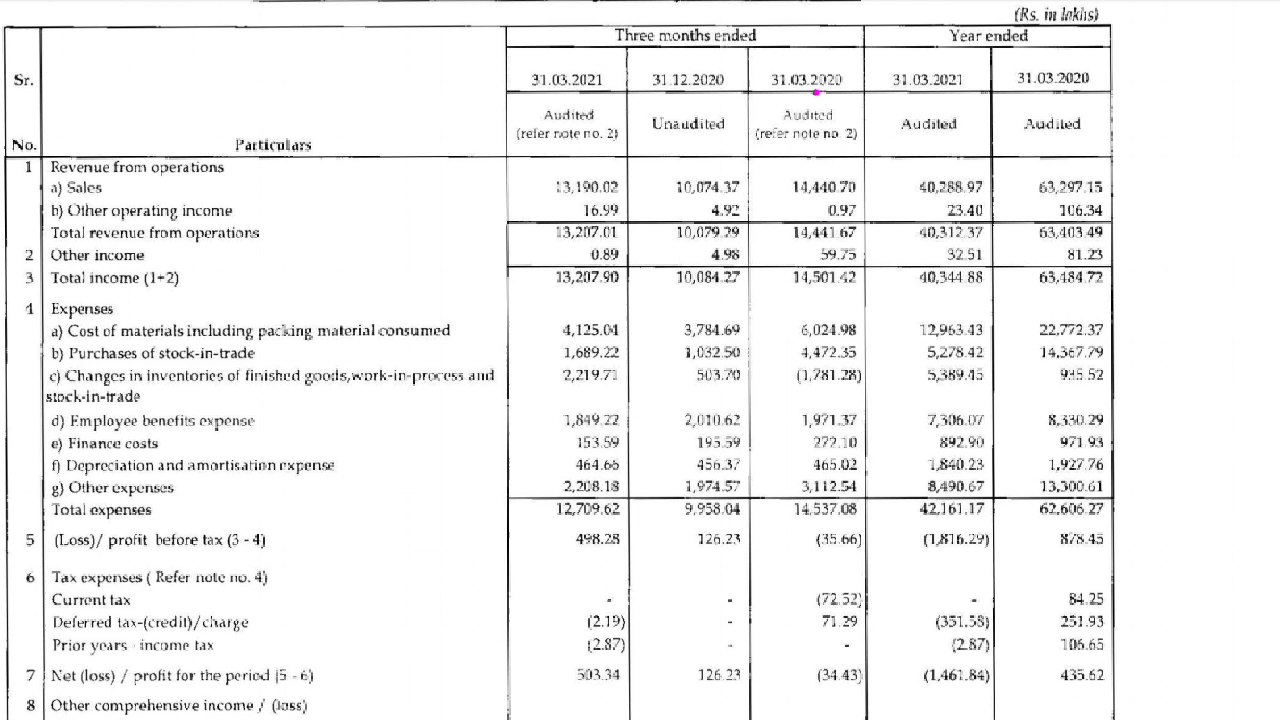 (Rs. in lakhs)
Three months ended Year ended
Sr. 31.03.2021 31.12.2020 31.03.2020 31.03.2021 31.03.2020
Audited Unaudited Audited Audited Audited
(refer note no. 2) (refer note no. 2)
No. Particulars
1 Revenue from operations
a) Sales 13,190.02 10,074.37 14,440.70 40,288.97 63,297.15
b) Other operating income 16.99 4.92 0.97 23.40 106.34
Total revenue from operations 13,207.01 10,079.29 14,441.67 40,312.37 63,403.49
2 Other income 0.89 4.98 59.75 32.51 81.23
3 Total income (1+2) 13,207.90 10,084.27 14,501.42 40,344.88 63,484.72
4 Expenses
a) Cost of materials including packing material consumed 4,125.04 3,784.69 6,024.98 12,963.43 22,772.37
b) Purchases of stock-in-trade 1,689.22 1,032.50 4,472.35 5,278.42 14,367.79
c) Changes in inventories of finished goods,work-in-process and 2,219.71 503.70 (1,781.28) 5,389.45 935.52
stock-in-trade
d) Employee benefits expense 1,849.22 2,010.62 1,971.37 7,306.07 8,330.29
e) Finance costs 153.59 195.59 272.10 892.90 971.93
f) Depreciation and amortisation expense 464.66 456.37 465.02 1,840.23 1,927.76
g) Other expenses 2,208.18 1,974.57 3,112.54 8,490.67 13,300.61
Total expenses 12,709.62 9,958.04 14,537.08 42,161.17 62,606.27
5 (Loss)/ profit before tax (3 - 4) 498.28 126.23 (35.66) (1,816.29) 878.45
6 Tax expenses ( Refer note no. 4)
Current tax - - (72.52) - 84.25
Deferred tax-(credit)/charge (2.19) - 71.29 (351.58) 251.93
Prior years - income tax (2.87) - - (2.87) 106.65
7 Net (loss) / profit for the period (5 - 6) 503.34 126.23 (34.43) (1,461.84) 435.62
8 Other comprehensive income / (loss)